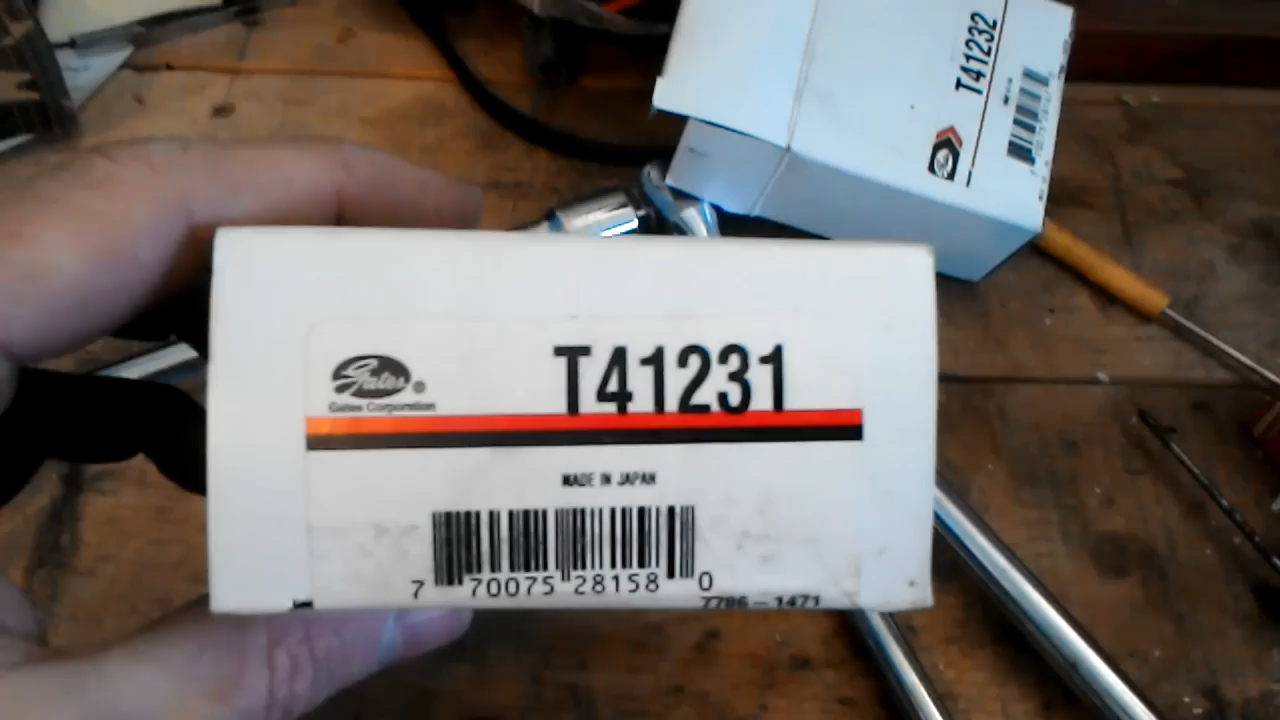 T41232
Gates®
Gates Corporation
T41231
MADE IN JAPAN
7 70075 28158 0
7786-1471